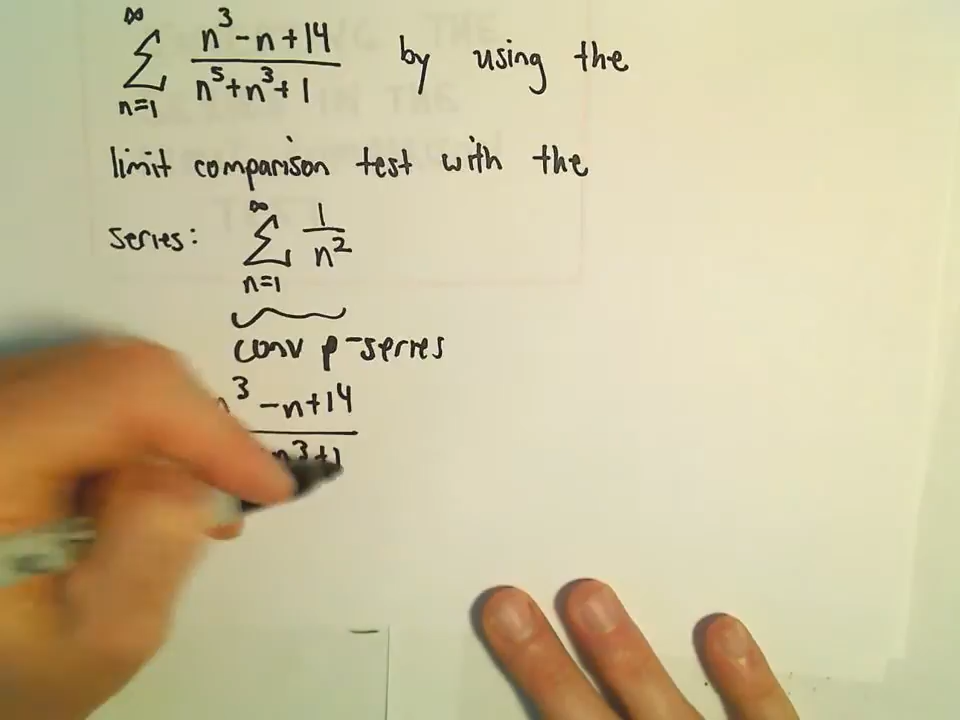 ∞ ∑ n=1 n³-n+14 / n⁵+n³+1 by using the
limit comparison test with the
series: ∞ ∑ n=1 1/n²
conv p-series
n³-n+14
n³+1